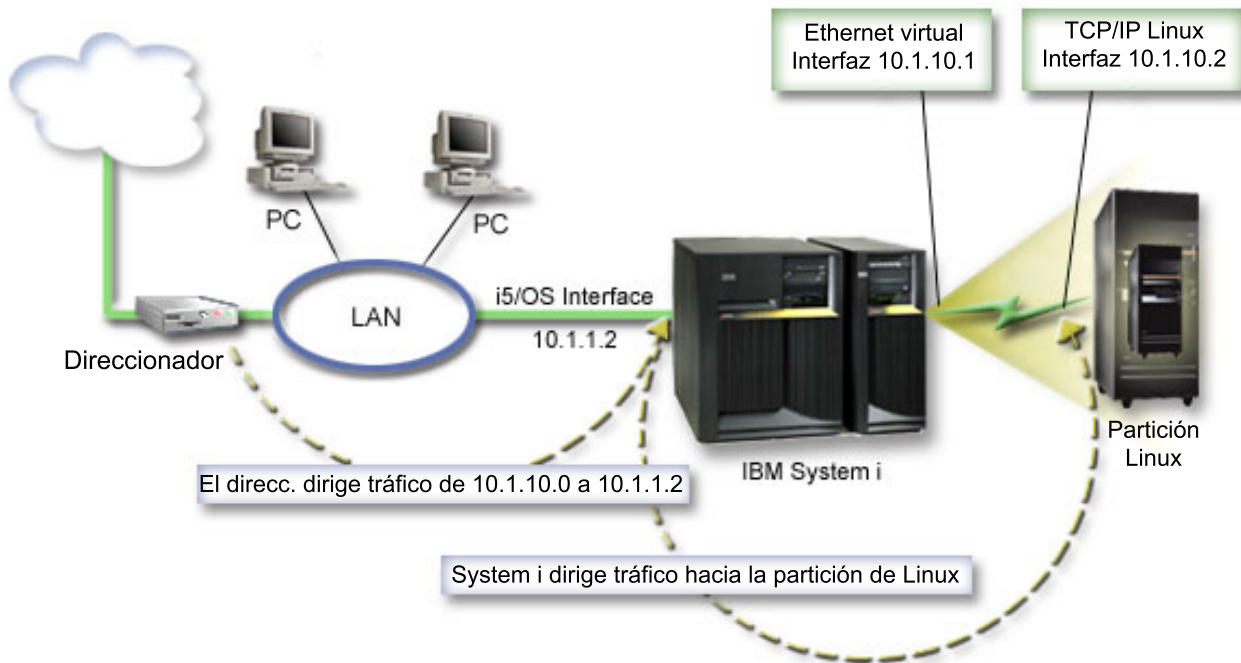 Ethernet virtual
Interfaz 10.1.10.1
TCP/IP Linux
Interfaz 10.1.10.2
PC
PC
LAN
i5/OS Interface
10.1.1.2
Direccionador
IBM System i
Partición
Linux
El direcc. dirige tráfico de 10.1.10.0 a 10.1.1.2
System i dirige tráfico hacia la partición de Linux